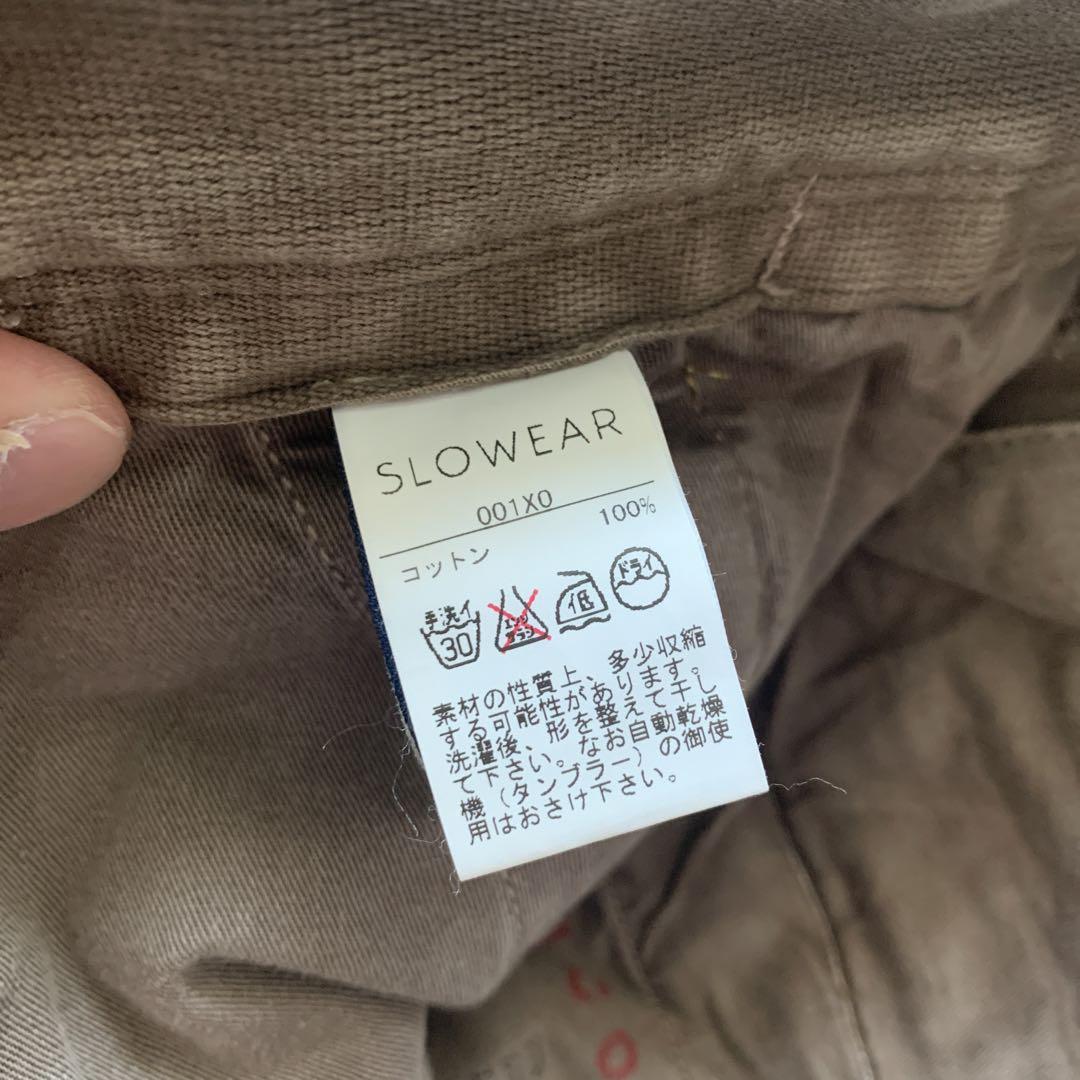 SLOWEAR
001X0
コットン 100%
手洗イ
30
エンソ
サラシ
低
ドライ
素材の性質上、多少収縮
する可能性があります。
洗濯後、形を整えて干し
て下さい。なお自動乾燥
機（タンブラー）の御使
用はおさけ下さい。